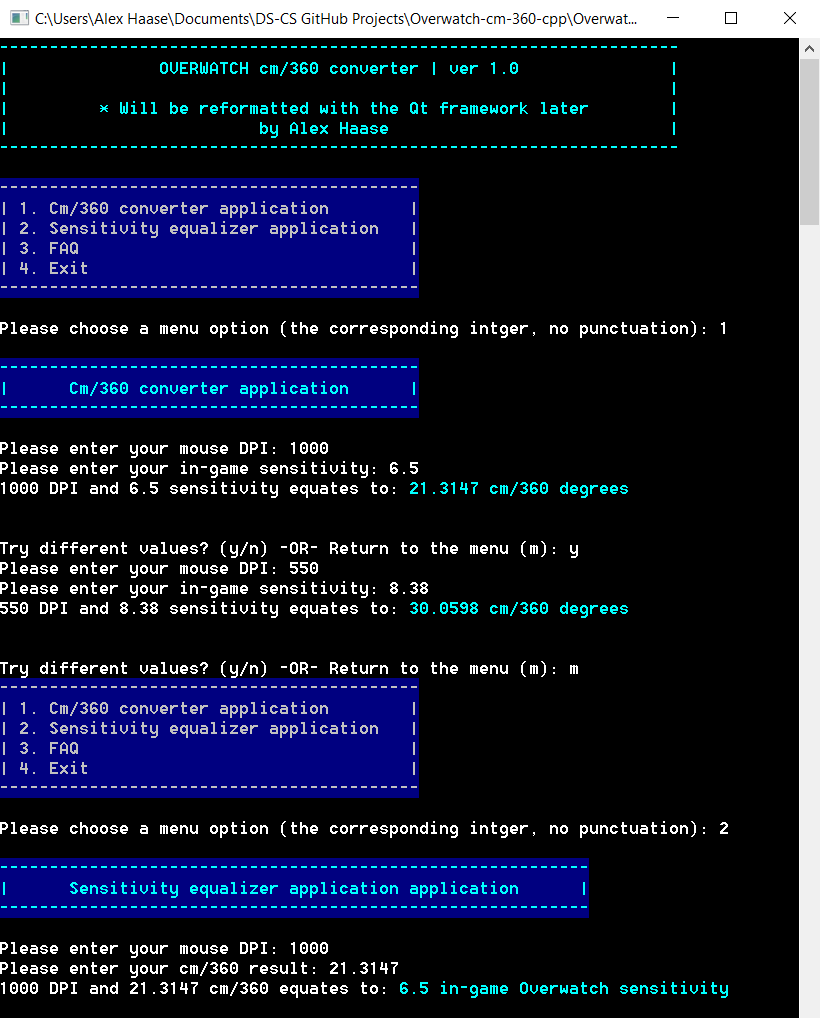 C:\Users\Alex Haase\Documents\DS-CS GitHub Projects\Overwatch-cm-360-cpp\Overwat...
--------------------------------------------------------------------
|               OVERWATCH cm/360 converter | ver 1.0               |
|                                                                  |
|         * Will be reformatted with the Qt framework later        |
|                         by Alex Haase                            |
--------------------------------------------------------------------
------------------------------------------
| 1. Cm/360 converter application        |
| 2. Sensitivity equalizer application   |
| 3. FAQ                                 |
| 4. Exit                                |
------------------------------------------
Please choose a menu option (the corresponding intger, no punctuation): 1
------------------------------------------
|      Cm/360 converter application      |
------------------------------------------
Please enter your mouse DPI: 1000
Please enter your in-game sensitivity: 6.5
1000 DPI and 6.5 sensitivity equates to: 21.3147 cm/360 degrees
Try different values? (y/n) -OR- Return to the menu (m): y
Please enter your mouse DPI: 550
Please enter your in-game sensitivity: 8.38
550 DPI and 8.38 sensitivity equates to: 30.0598 cm/360 degrees
Try different values? (y/n) -OR- Return to the menu (m): m
------------------------------------------
| 1. Cm/360 converter application        |
| 2. Sensitivity equalizer application   |
| 3. FAQ                                 |
| 4. Exit                                |
------------------------------------------
Please choose a menu option (the corresponding intger, no punctuation): 2
-----------------------------------------------------------
|      Sensitivity equalizer application application      |
-----------------------------------------------------------
Please enter your mouse DPI: 1000
Please enter your cm/360 result: 21.3147
1000 DPI and 21.3147 cm/360 equates to: 6.5 in-game Overwatch sensitivity